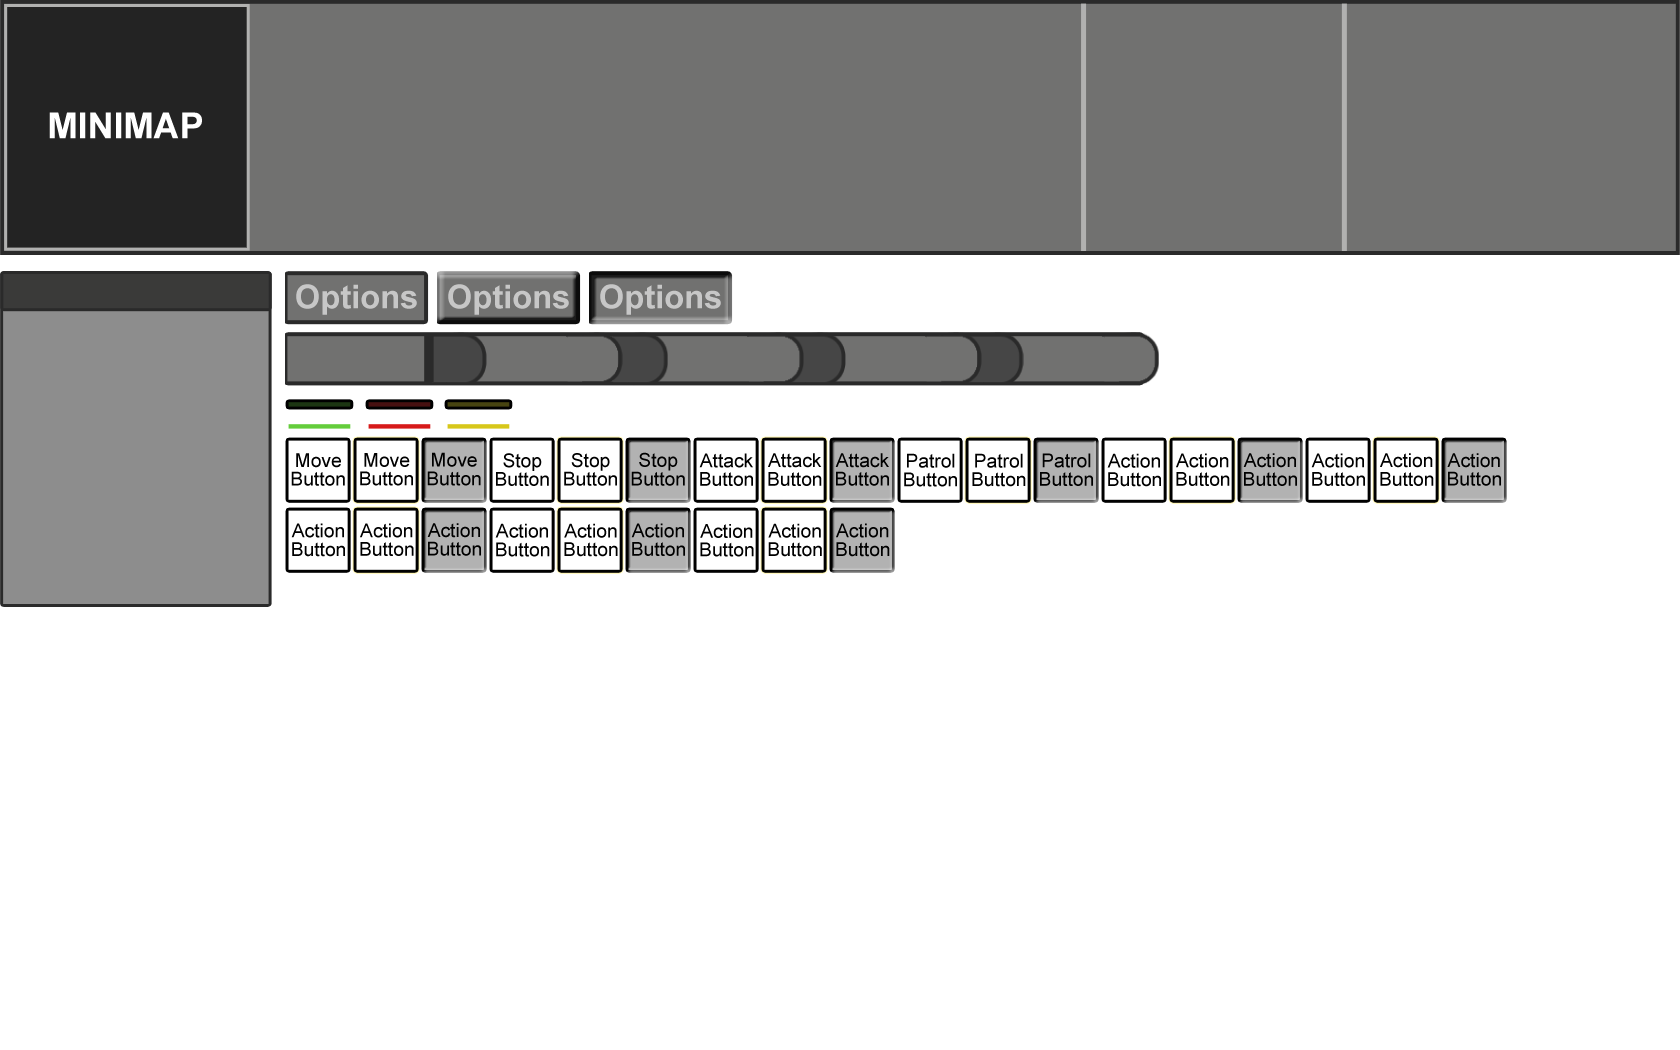 MINIMAP
Options Options Options
Move Move Move Stop Stop Stop Attack Attack Attack Patrol Patrol Patrol Action Action Action Action Action Action
Button Button Button Button Button Button Button Button Button Button Button Button Button Button Button Button Button Button
Action Action Action Action Action Action Action Action Action
Button Button Button Button Button Button Button Button Button